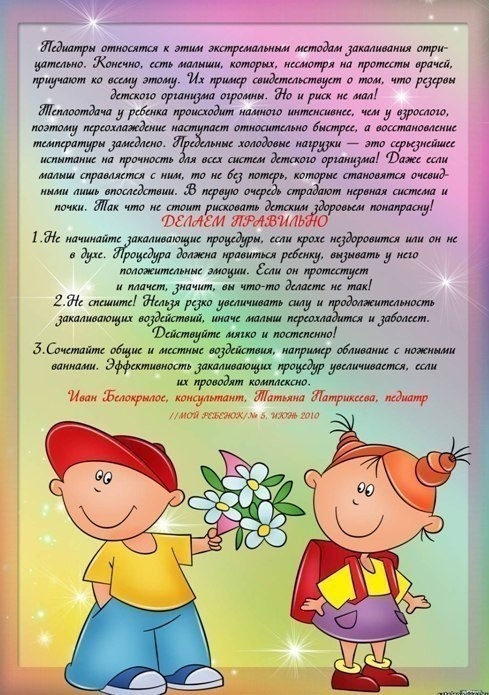 Педиатры относятся к этим экстремальным методам закаливания отри-
цательно. Конечно, есть малыши, которых, несмотря на протесты врачей,
приучают ко всему этому. Их пример свидетельствует о том, что резервы
детского организма огромны. Но и риск не мал!
Теплоотдача у ребенка происходит намного интенсивнее, чем у взрослого,
поэтому переохлаждение наступает относительно быстрее, а восстановление
температуры замедлено. Предельные холодовые нагрузки — это серьезнейшее
испытание на прочность для всех систем детского организма! Даже если
малыш справляется с ним, то не без потерь, которые становятся очевид-
ными лишь впоследствии. В первую очередь страдают нервная система и
почки. Так что не стоит рисковать детским здоровьем понапрасну!
ДЕЛАЕМ ПРАВИЛЬНО
1.Не начинайте закаливающие процедуры, если крохе нездоровится или он не
в духе. Процедура должна нравиться ребенку, вызывать у него
положительные эмоции. Если он протестует
и плачет, значит, вы что-то делаете не так!
2.Не спешите! Нельзя резко увеличивать силу и продолжительность
закаливающих воздействий, иначе малыш переохладится и заболеет.
Действуйте мягко и постепенно!
3.Сочетайте общие и местные воздействия, например обливание с ножными
ваннами. Эффективность закаливающих процедур увеличивается, если
их проводят комплексно.
Иван Белокрылов, консультант, Татьяна Патрикеева, педиатр
//МОЙ РЕБЕНОК/№ 5, ИЮНЬ 2010